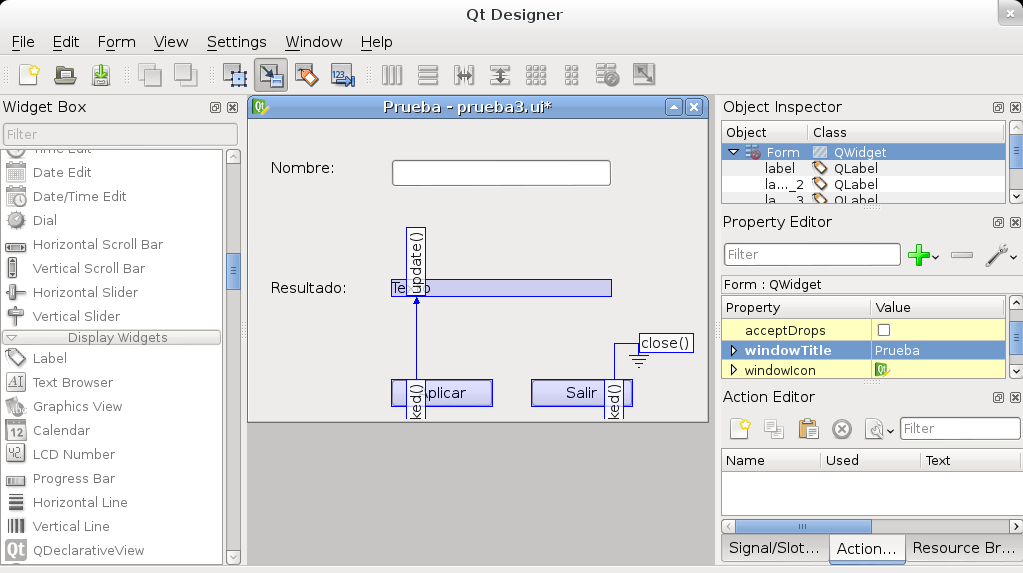 Qt Designer
File Edit Form View Settings Window Help
123
Widget Box
Filter
Time Edit
Date Edit
Date/Time Edit
Dial
Horizontal Scroll Bar
Vertical Scroll Bar
Horizontal Slider
Vertical Slider
Display Widgets
Label
Text Browser
Graphics View
Calendar
LCD Number
Progress Bar
Horizontal Line
Vertical Line
QDeclarativeView
Prueba - prueba3.ui*
Nombre:
update()
Resultado:
close()
ked() plicar
Salir ked()
Object Inspector
Object Class
Form QWidget
label QLabel
la..._2 QLabel
la..._3 QLabel
Property Editor
Filter
Form : QWidget
Property Value
acceptDrops
windowTitle Prueba
windowIcon
Action Editor
Filter
Name Used Text
Signal/Slot... Action... Resource Br...